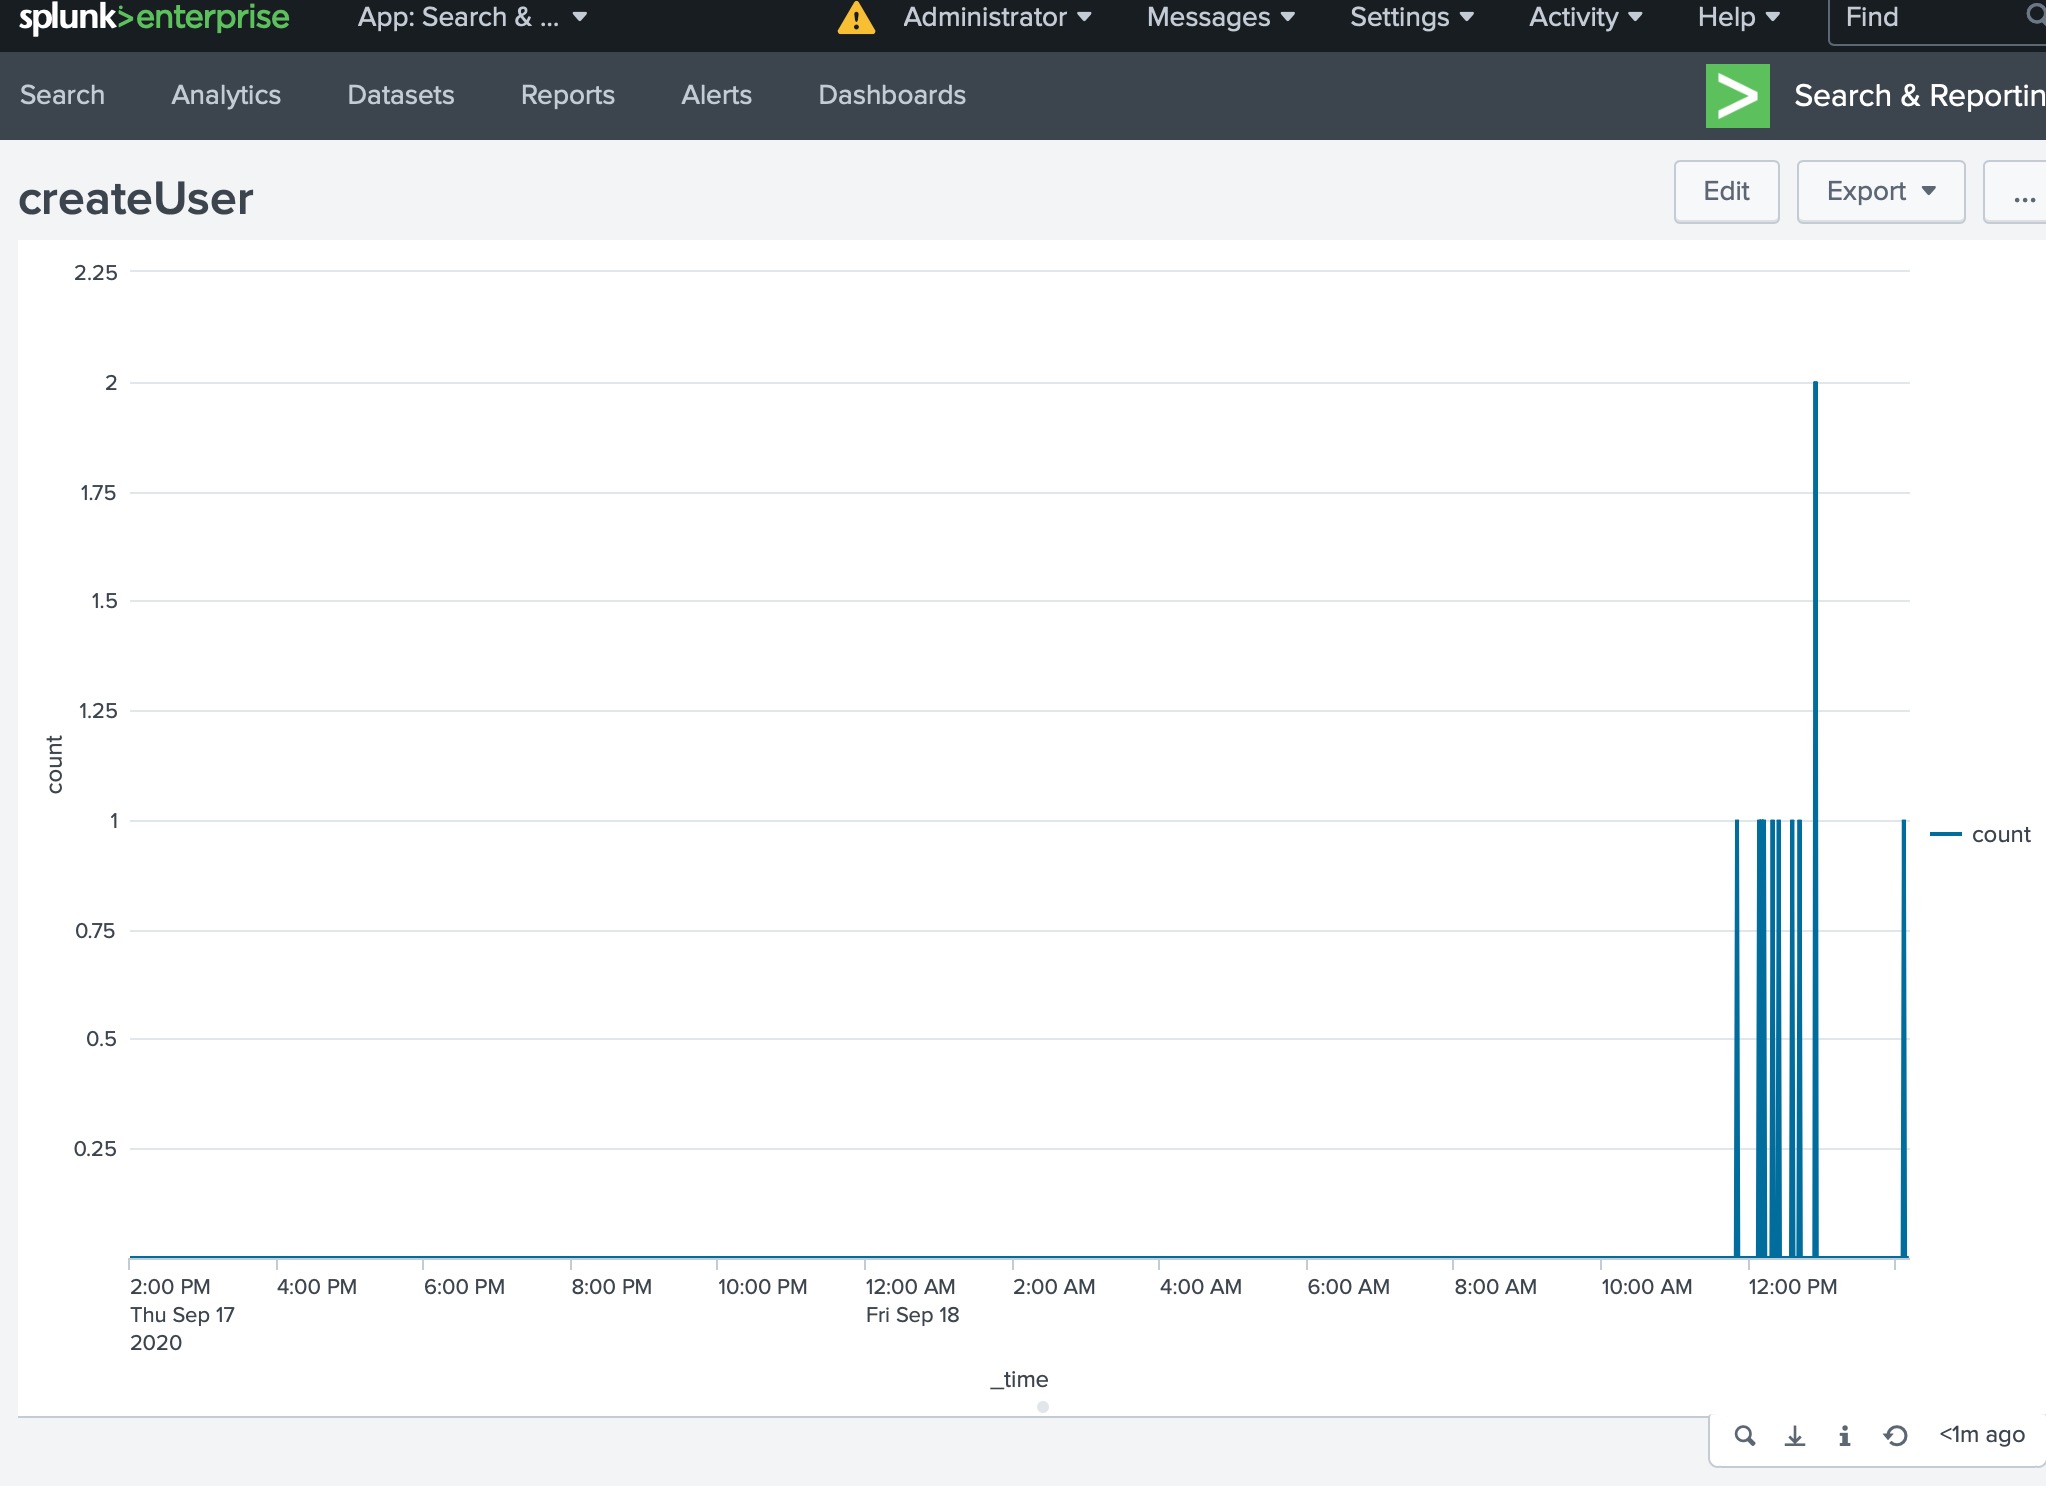 splunk>enterprise App: Search & ... Administrator Messages Settings Activity Help Find
Search Analytics Datasets Reports Alerts Dashboards Search & Reportin
createUser Edit Export ...
2.25
2
1.75
1.5
1.25
1
0.75
0.5
0.25
count
count
2:00 PM 4:00 PM 6:00 PM 8:00 PM 10:00 PM 12:00 AM 2:00 AM 4:00 AM 6:00 AM 8:00 AM 10:00 AM 12:00 PM
Thu Sep 17 Fri Sep 18
2020
_time
<1m ago